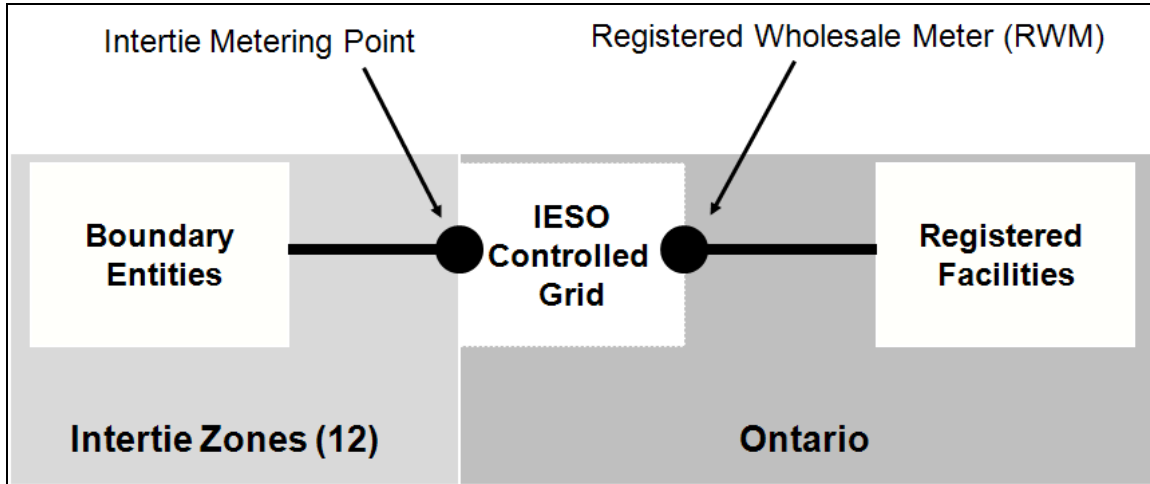 Intertie Metering Point
Registered Wholesale Meter (RWM)
Boundary
Entities
IESO
Controlled
Grid
Registered
Facilities
Intertie Zones (12)
Ontario